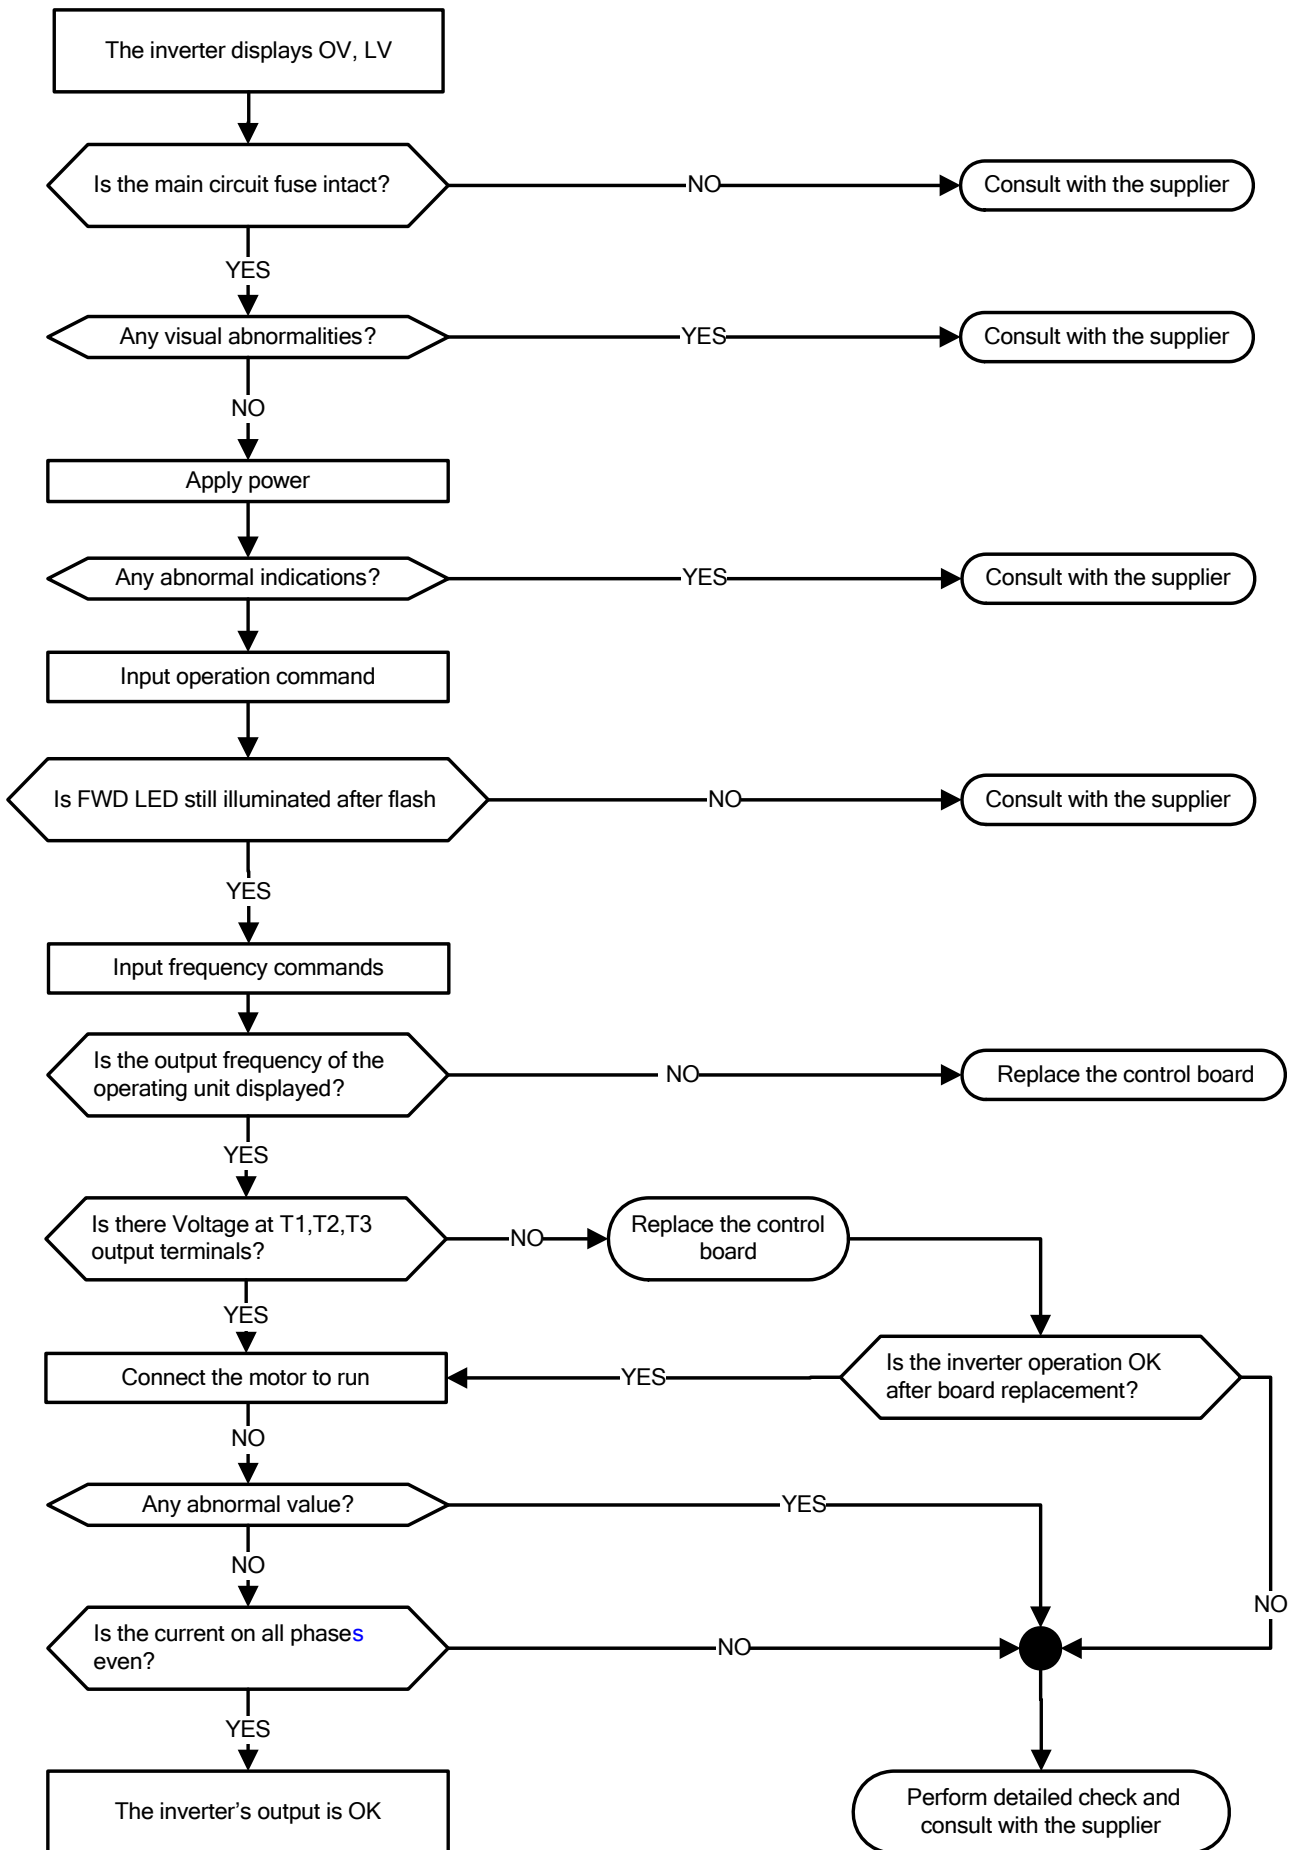 The inverter displays OV, LV
Is the main circuit fuse intact?
NO
Consult with the supplier
YES
Any visual abnormalities?
YES
Consult with the supplier
NO
Apply power
Any abnormal indications?
YES
Consult with the supplier
Input operation command
Is FWD LED still illuminated after flash
NO
Consult with the supplier
YES
Input frequency commands
Is the output frequency of the
operating unit displayed?
NO
Replace the control board
YES
Is there Voltage at T1,T2,T3
output terminals?
NO
Replace the control
board
YES
Connect the motor to run
YES
Is the inverter operation OK
after board replacement?
NO
Any abnormal value?
YES
NO
NO
Is the current on all phases
even?
NO
YES
The inverter's output is OK
Perform detailed check and
consult with the supplier